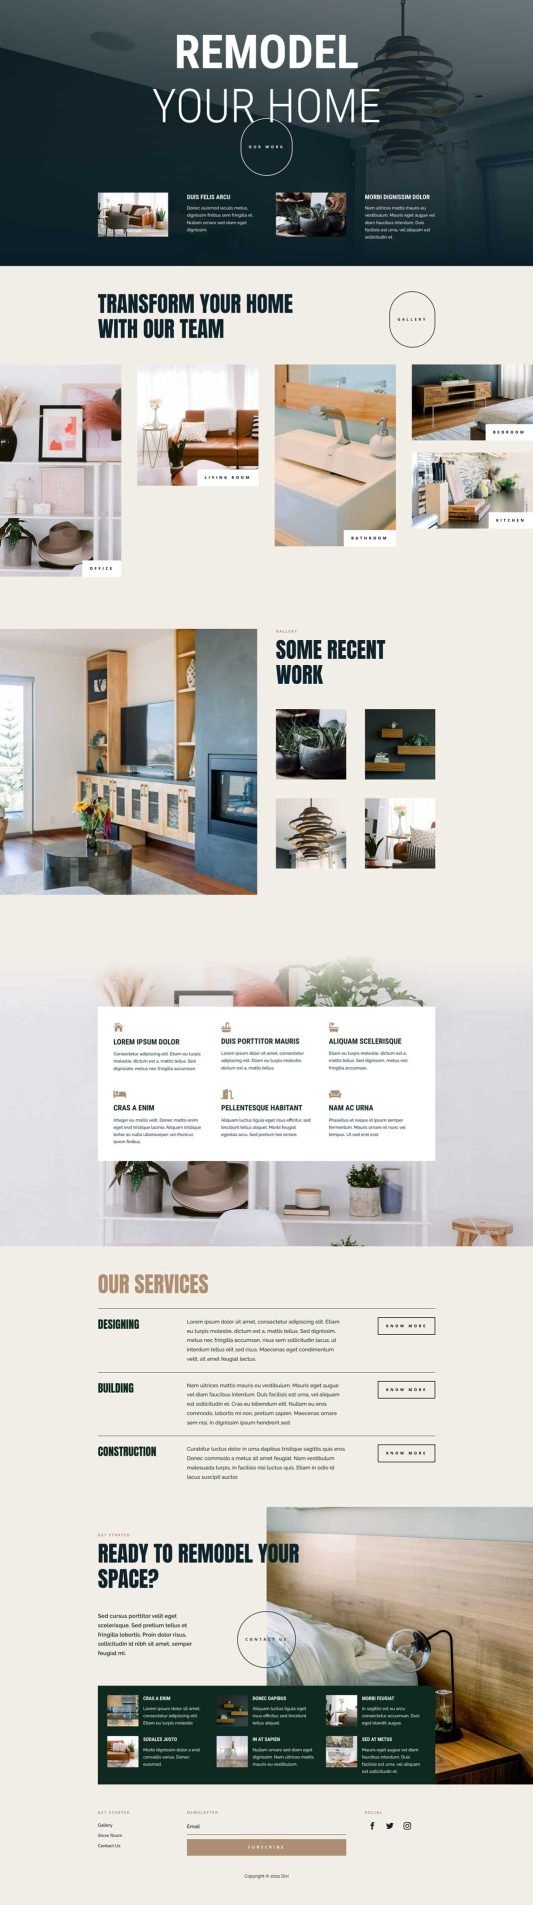 REMODEL
YOUR HOME
OUR WORK
DUIS FELIS ARCU
Donec euismod iaculis metus,
dignissim finibus sem fringilla et.
Nullam ornare sed diam eget
dignissim.
MORBI DIGNISSIM DOLOR
Nam ultrices mattis mauris eu
vestibulum. Mauris eget augue vel
diam faucibus interdum. Duis
facilisis est urna, vel aliquam est
sollicitudin et.
TRANSFORM YOUR HOME
WITH OUR TEAM
GALLERY
OFFICE
LIVING ROOM
BATHROOM
BEDROOM
KITCHEN
GALLERY
SOME RECENT
WORK
LOREM IPSUM DOLOR
Consectetur adipiscing elit. Etiam eu turpis
molestie, dictum est a, mattis tellus. Sed
dignissim, metus nec fringilla accumsan.
DUIS PORTTITOR MAURIS
Lorem ipsum dolor sit amet, consectetur
adipiscing elit. Etiam eu turpis molestie,
dictum est a, mattis tellus.
ALIQUAM SCELERISQUE
Etiam eu turpis molestie, dictum est a,
mattis tellus. Sed dignissim, metus nec
fringilla accumsan.
CRAS A ENIM
Integer eu mollis velit. Donec mattis enim
eget erat tristique lacinia. Aliquam tristique
tortor ac nulla ullamcorper, vel rhoncus
lorem finibus.
PELLENTESQUE HABITANT
Aliquam luctus ligula eget risus efficitur, sed
tincidunt tellus aliquet. Morbi feugiat
egestas arcu. Sed pretium leo ornare.
NAM AC URNA
Phasellus et neque id ipsum semper
fermentum. Mauris ornare et nunc vel
tempus. Ut sed erat erat
OUR SERVICES
DESIGNING
Lorem ipsum dolor sit amet, consectetur adipiscing elit. Etiam
eu turpis molestie, dictum est a, mattis tellus. Sed dignissim,
metus nec fringilla accumsan, risus sem sollicitudin lacus, ut
interdum tellus elit sed risus. Maecenas eget condimentum
velit, sit amet feugiat lectus.
KNOW MORE
BUILDING
Nam ultrices mattis mauris eu vestibulum. Mauris eget augue
vel diam faucibus interdum. Duis facilisis est urna, vel aliquam
est sollicitudin et. Cras eu bibendum elit. Nullam eu eros
commodo, lobortis mi non, pretium sapien. Maecenas ornare
sem nisi, in dignissim ipsum hendrerit sed.
KNOW MORE
CONSTRUCTION
Curabitur luctus dolor in urna dapibus tristique sagittis quis eros.
Donec commodo a metus sit amet feugiat. Nam vestibulum
malesuada turpis, in facilisis nisi luctus quis. Etiam in odio id
lacus suscipit auctor.
KNOW MORE
GET STARTED
READY TO REMODEL YOUR
SPACE?
Sed cursus porttitor velit eget
scelerisque. Sed pretium tellus et
fringilla lobortis. Proin dolor risus,
sollicitudin id nibh sit amet, semper
feugiat mi.
CONTACT US
CRAS A ENIM
Lorem ipsum dolor sit amet,
consectetur adipiscing elit.
Etiam eu turpis molestie.
DONEC DAPIBUS
Aliquam luctus ligula eget
risus efficitur, sed tincidunt
tellus aliquet.
MORBI FEUGIAT
In sagittis est eu arcu
consectetur accumsan. Duis
eget blandit augue.
SODALES JUSTO
Morbi dignissim dolor a erat
convallis varius. Donec
euismod.
IN AT SAPIEN
Nullam ornare sed diam eget
dignissim. Nam ultrices mattis
mauris eu vestibulum.
SED AT METUS
Mauris eget augue vel diam
faucibus interdum. Duis
facilisis est urna, vel aliquam
est sollicitudin et.
GET STARTED
Gallery
Show Room
Contact Us
NEWSLETTER
Email
SUBSCRIBE
SOCIAL
Copyright © 2022 Divi